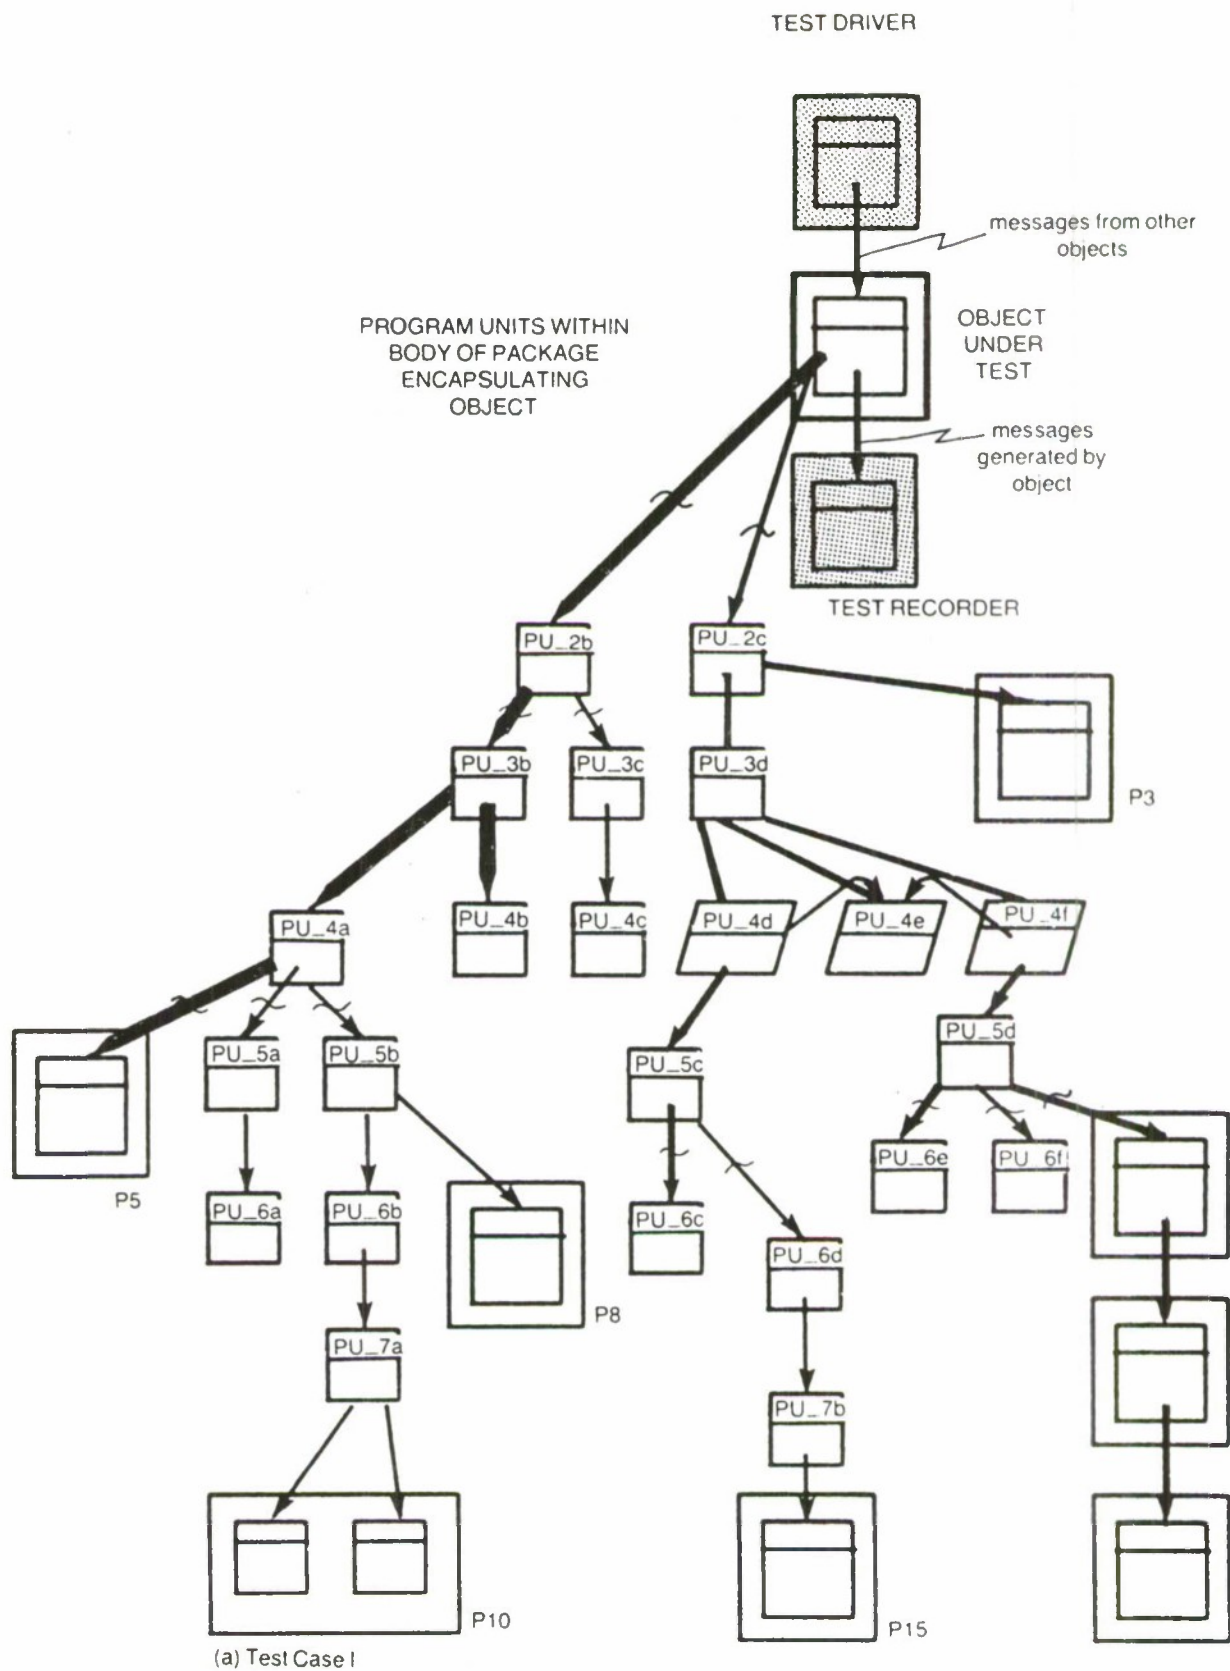 TEST DRIVER
messages from other
objects
PROGRAM UNITS WITHIN
BODY OF PACKAGE
ENCAPSULATING
OBJECT
OBJECT
UNDER
TEST
messages
generated by
object
TEST RECORDER
PU_2b
PU_2c
PU_3b
PU_3c
PU_3d
P3
PU_4a
PU_4b
PU_4c
PU_4d
PU_4e
PU_4f
PU_5a
PU_5b
PU_5c
PU_5d
P5
PU_6a
PU_6b
PU_6c
PU_6d
PU_6e
PU_6f
P8
PU_7a
PU_7b
P10
P15
(a) Test Case I